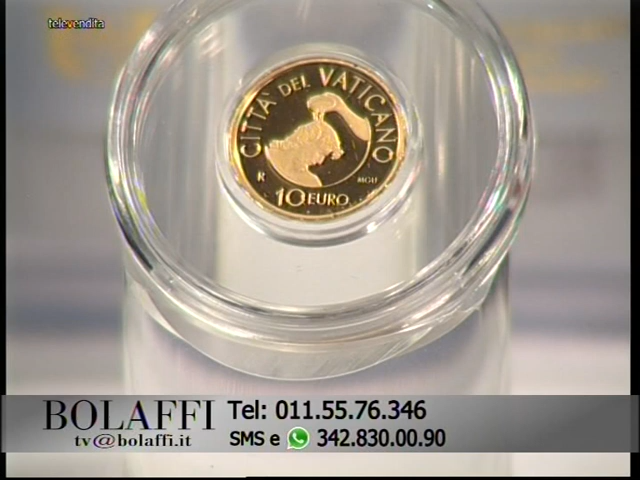 televendita
CITTÀ DEL VATICANO
R
10 EURO
BOLAFFI
tv@bolaffi.it
Tel: 011.55.76.346
SMS e 342.830.00.90